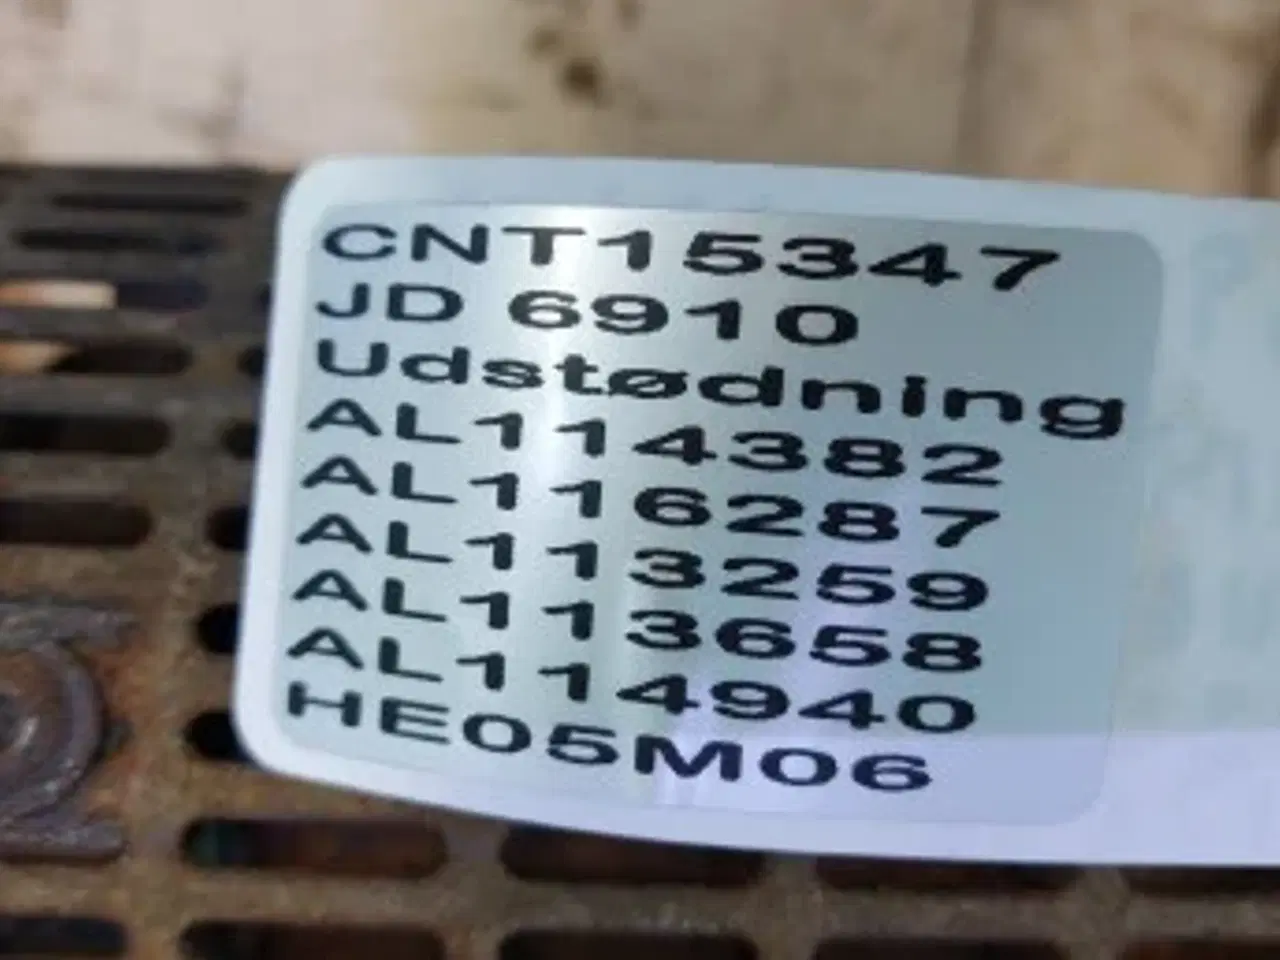 CNT15347
JD 6910
Udstødning
AL114382
AL116287
AL113259
AL113658
AL114940
HE05M06